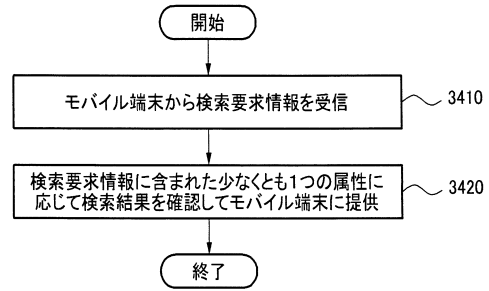 開始
モバイル端末から検索要求情報を受信
3410
検索要求情報に含まれた少なくとも1つの属性に
応じて検索結果を確認してモバイル端末に提供
3420
終了